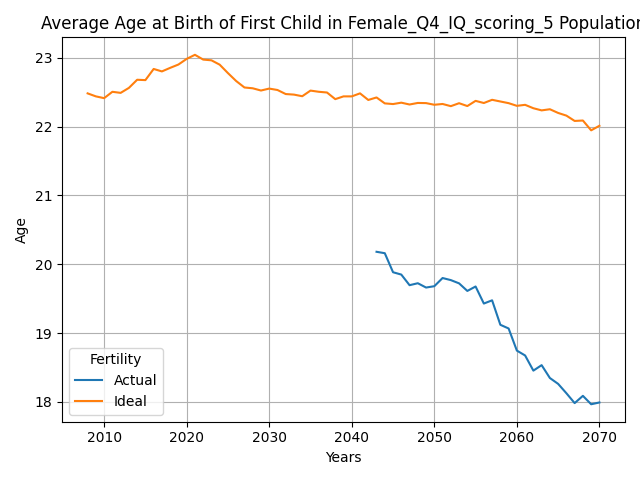 Average Age at Birth of First Child in Female_Q4_IQ_scoring_5 Population
23
22
21
20
19
18
Age
Fertility
Actual
Ideal
2010 2020 2030 2040 2050 2060 2070
Years